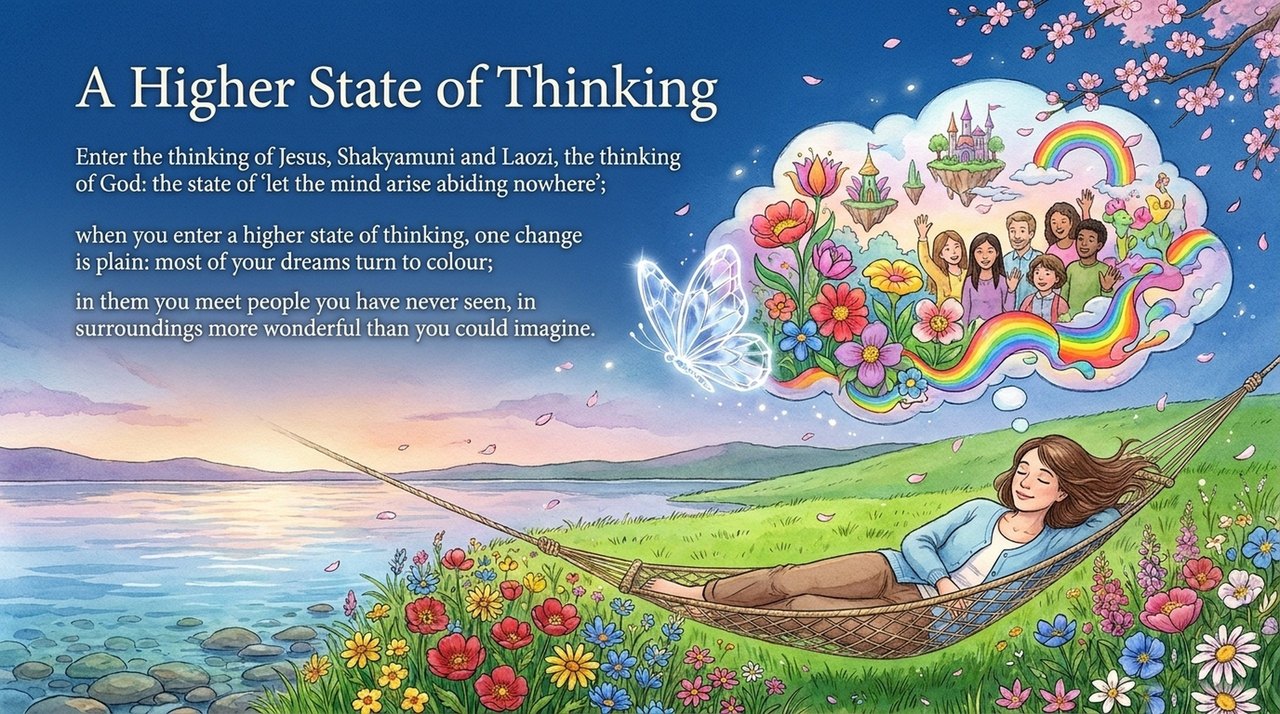 A Higher State of Thinking
Enter the thinking of Jesus, Shakyamuni and Laozi, the thinking
of God: the state of ‘let the mind arise abiding nowhere’;
when you enter a higher state of thinking, one change
is plain: most of your dreams turn to colour;
in them you meet people you have never seen, in
surroundings more wonderful than you could imagine.